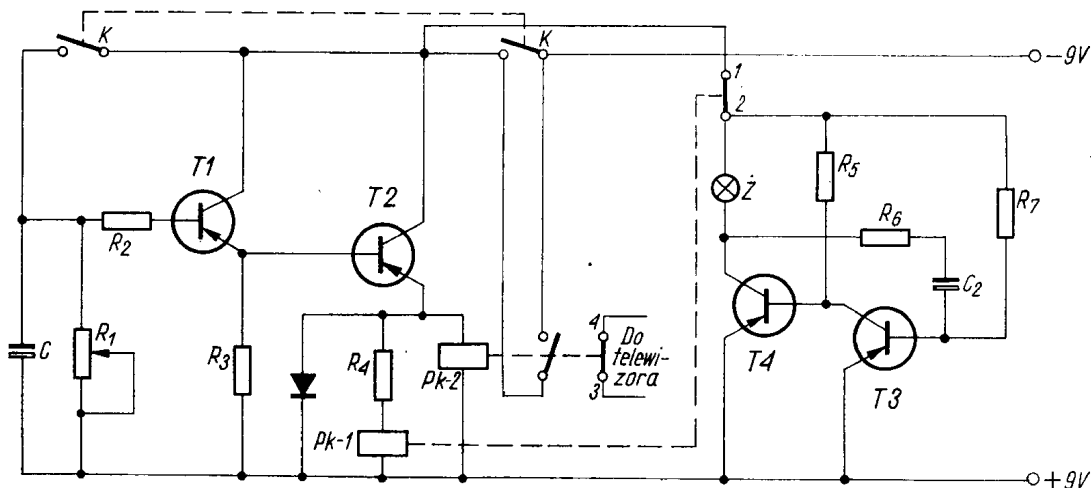 K
K
−9V
1
2
T1
T2
Ż
R5
R7
R6
R2
C2
C
R1
R3
R4
Pk-2
4
Do
telewi-
zora
3
T4
T3
Pk-1
+9V